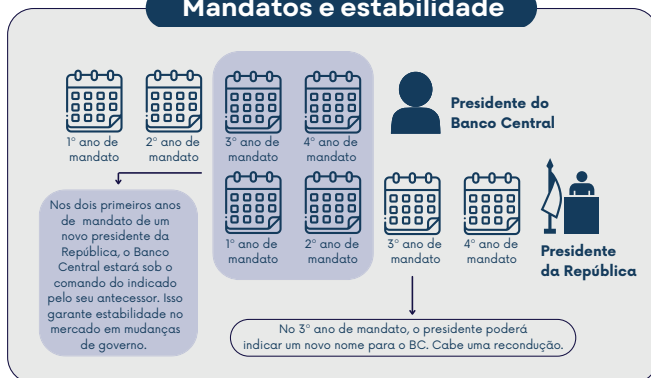 Mandatos e estabilidade
1º ano de
mandato
2º ano de
mandato
3º ano de
mandato
4º ano de
mandato
Presidente do
Banco Central
1º ano de
mandato
2º ano de
mandato
3º ano de
mandato
4º ano de
mandato
Presidente
da República
Nos dois primeiros anos
de mandato de um
novo presidente da
República, o Banco
Central estará sob o
comando do indicado
pelo seu antecessor. Isso
garante estabilidade no
mercado em mudanças
de governo.
No 3º ano de mandato, o presidente poderá
indicar um novo nome para o BC. Cabe uma recondução.